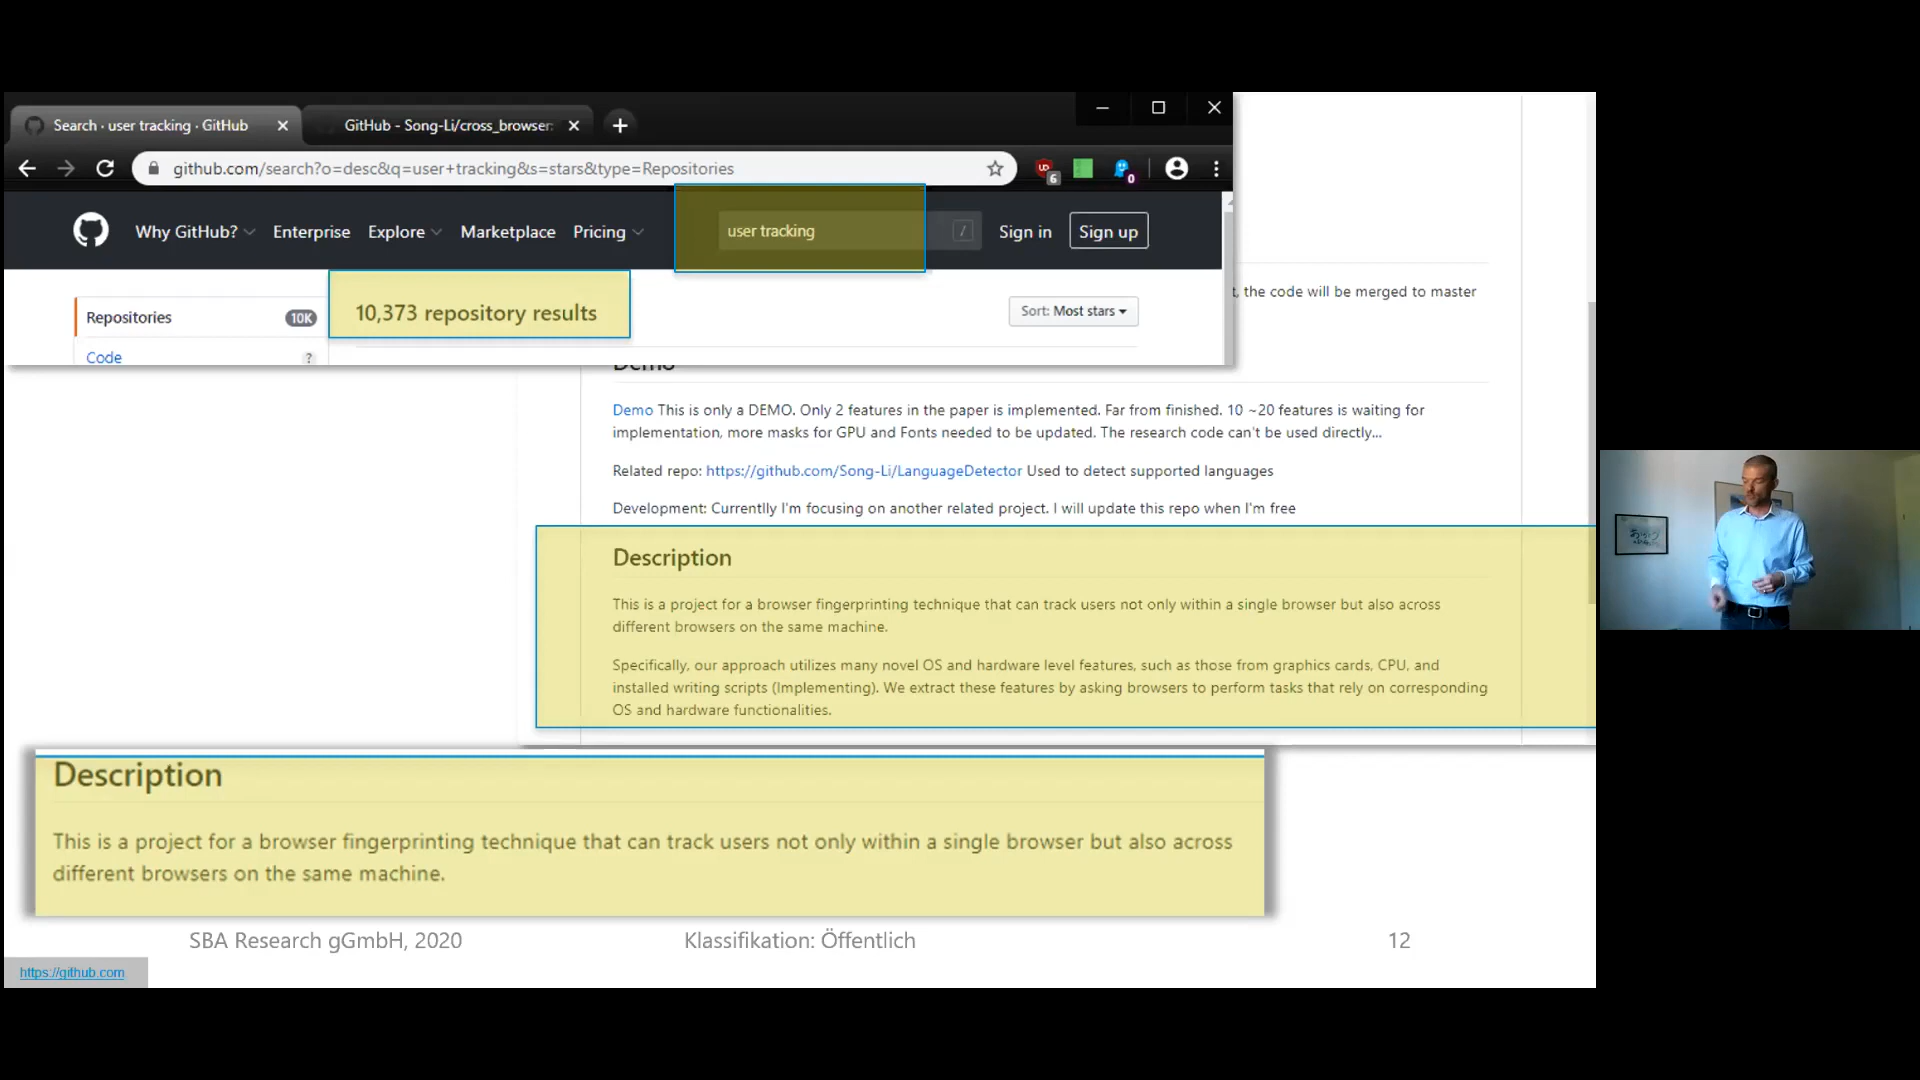 Search · user tracking · GitHub
GitHub - Song-Li/cross_browser
github.com/search?o=desc&q=user+tracking&s=stars&type=Repositories
6
0
Why GitHub? Enterprise Explore Marketplace Pricing
user tracking
/
Sign in
Sign up
Repositories 10K
10,373 repository results
Sort: Most stars
Code ?
t, the code will be merged to master
Demo
Demo This is only a DEMO. Only 2 features in the paper is implemented. Far from finished. 10 ~20 features is waiting for
implementation, more masks for GPU and Fonts needed to be updated. The research code can't be used directly...
Related repo: https://github.com/Song-Li/LanguageDetector Used to detect supported languages
Development: Currentlly I'm focusing on another related project. I will update this repo when I'm free
Description
This is a project for a browser fingerprinting technique that can track users not only within a single browser but also across
different browsers on the same machine.
Specifically, our approach utilizes many novel OS and hardware level features, such as those from graphics cards, CPU, and
installed writing scripts (Implementing). We extract these features by asking browsers to perform tasks that rely on corresponding
OS and hardware functionalities.
Description
This is a project for a browser fingerprinting technique that can track users not only within a single browser but also across
different browsers on the same machine.
SBA Research gGmbH, 2020
Klassifikation: Öffentlich
12
https://github.com